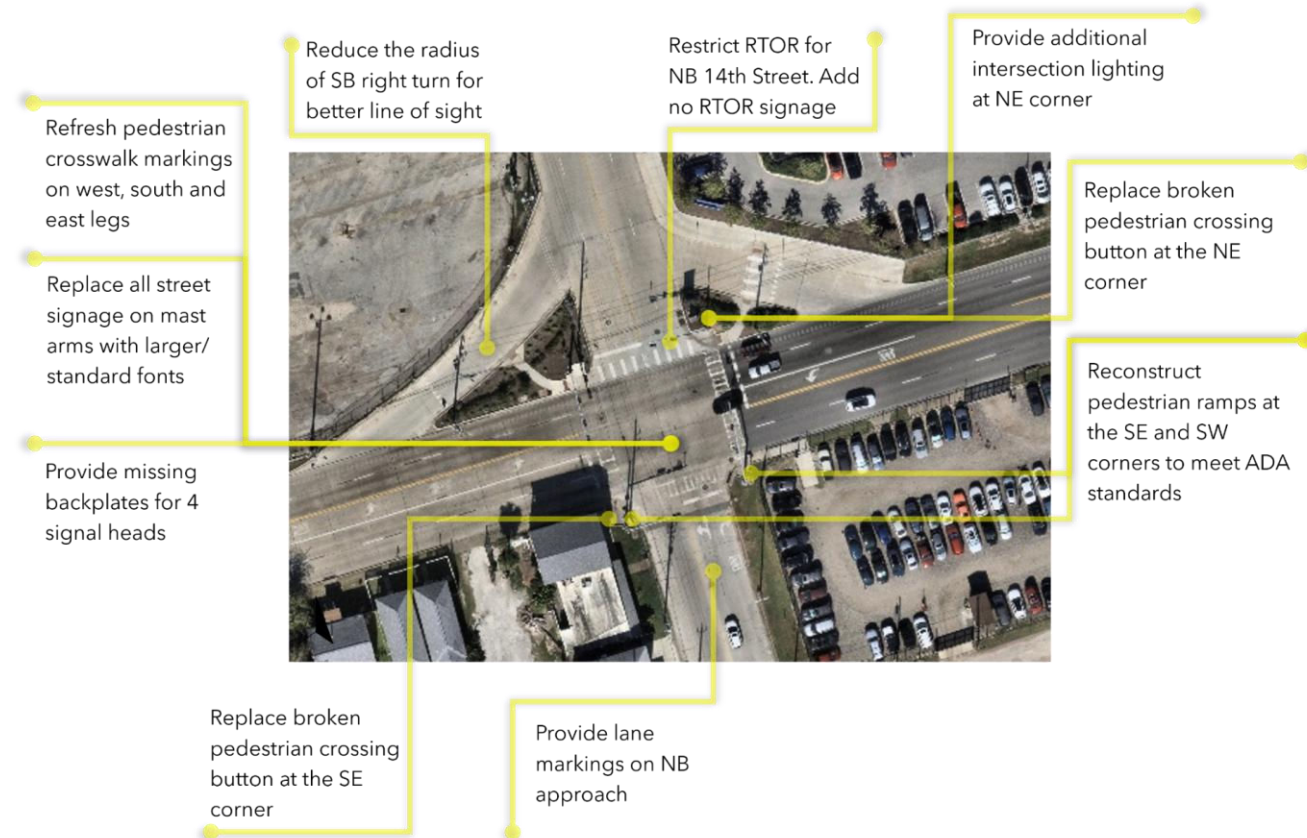 Reduce the radius
of SB right turn for
better line of sight
Restrict RTOR for
NB 14th Street. Add
no RTOR signage
Provide additional
intersection lighting
at NE corner
Refresh pedestrian
crosswalk markings
on west, south and
east legs
Replace broken
pedestrian crossing
button at the NE
corner
Replace all street
signage on mast
arms with larger/
standard fonts
Reconstruct
pedestrian ramps at
the SE and SW
corners to meet ADA
standards
Provide missing
backplates for 4
signal heads
Replace broken
pedestrian crossing
button at the SE
corner
Provide lane
markings on NB
approach